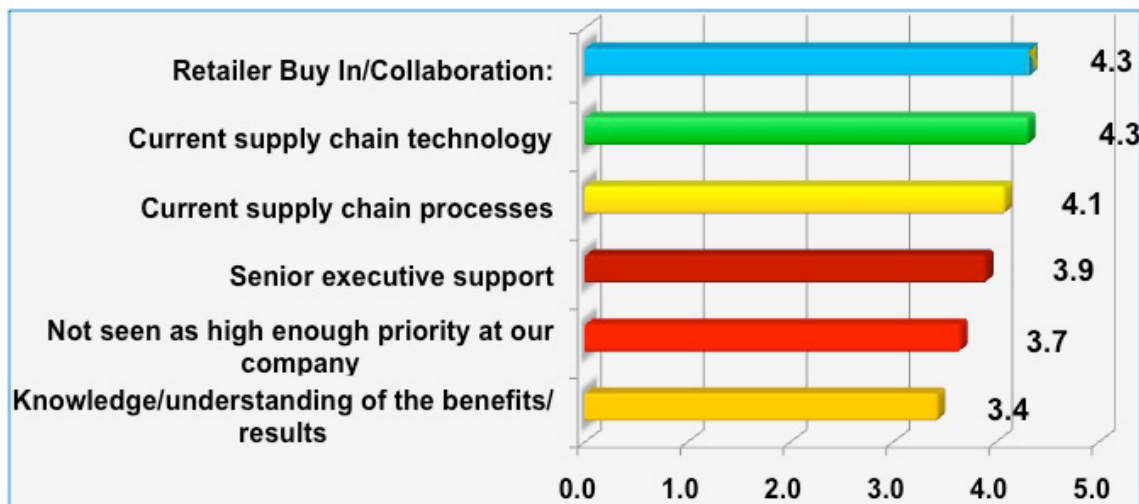 Retailer Buy In/Collaboration:
4.3
Current supply chain technology
4.3
Current supply chain processes
4.1
Senior executive support
3.9
Not seen as high enough priority at our
company
3.7
Knowledge/understanding of the benefits/
results
3.4
0.0 1.0 2.0 3.0 4.0 5.0